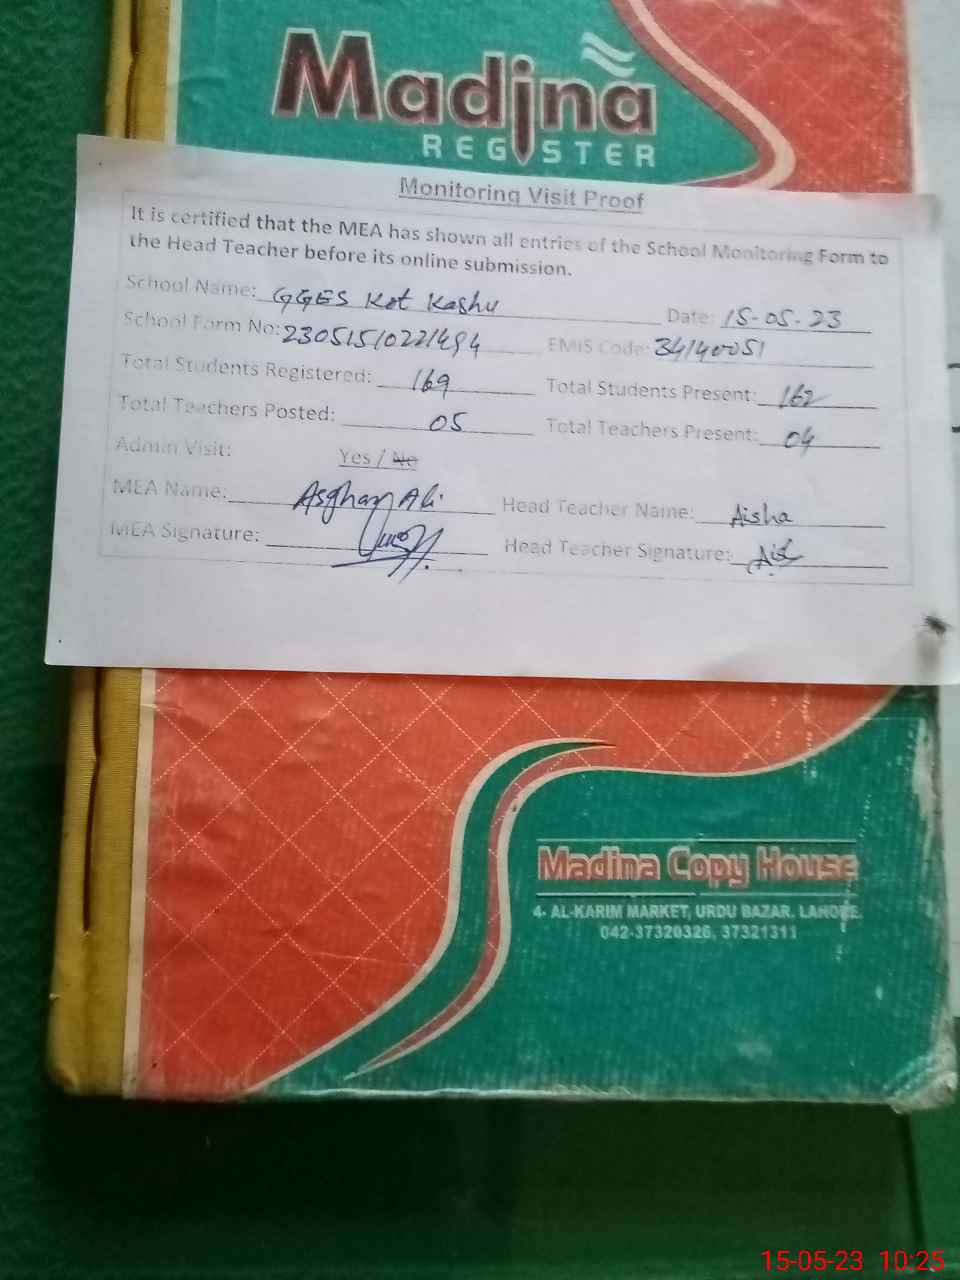 Madina
REGISTER
Monitoring Visit Proof
It is certified that the MEA has shown all entries of the School Monitoring Form to
the Head Teacher before its online submission.
School Name: GGES Kot Kashu Date: 15-05-23
School Form No: 23051510221494 EMIS Code: 34140051
Total Students Registered: 169 Total Students Present: 162
Total Teachers Posted: 05 Total Teachers Present: 04
Admin Visit: Yes / No
MEA Name: Asghar Ali Head Teacher Name: Aisha
MEA Signature: Head Teacher Signature:
Madina Copy House
4- AL-KARIM MARKET, URDU BAZAR. LAHORE.
042-37320326, 37321311
15-05-23 10:25